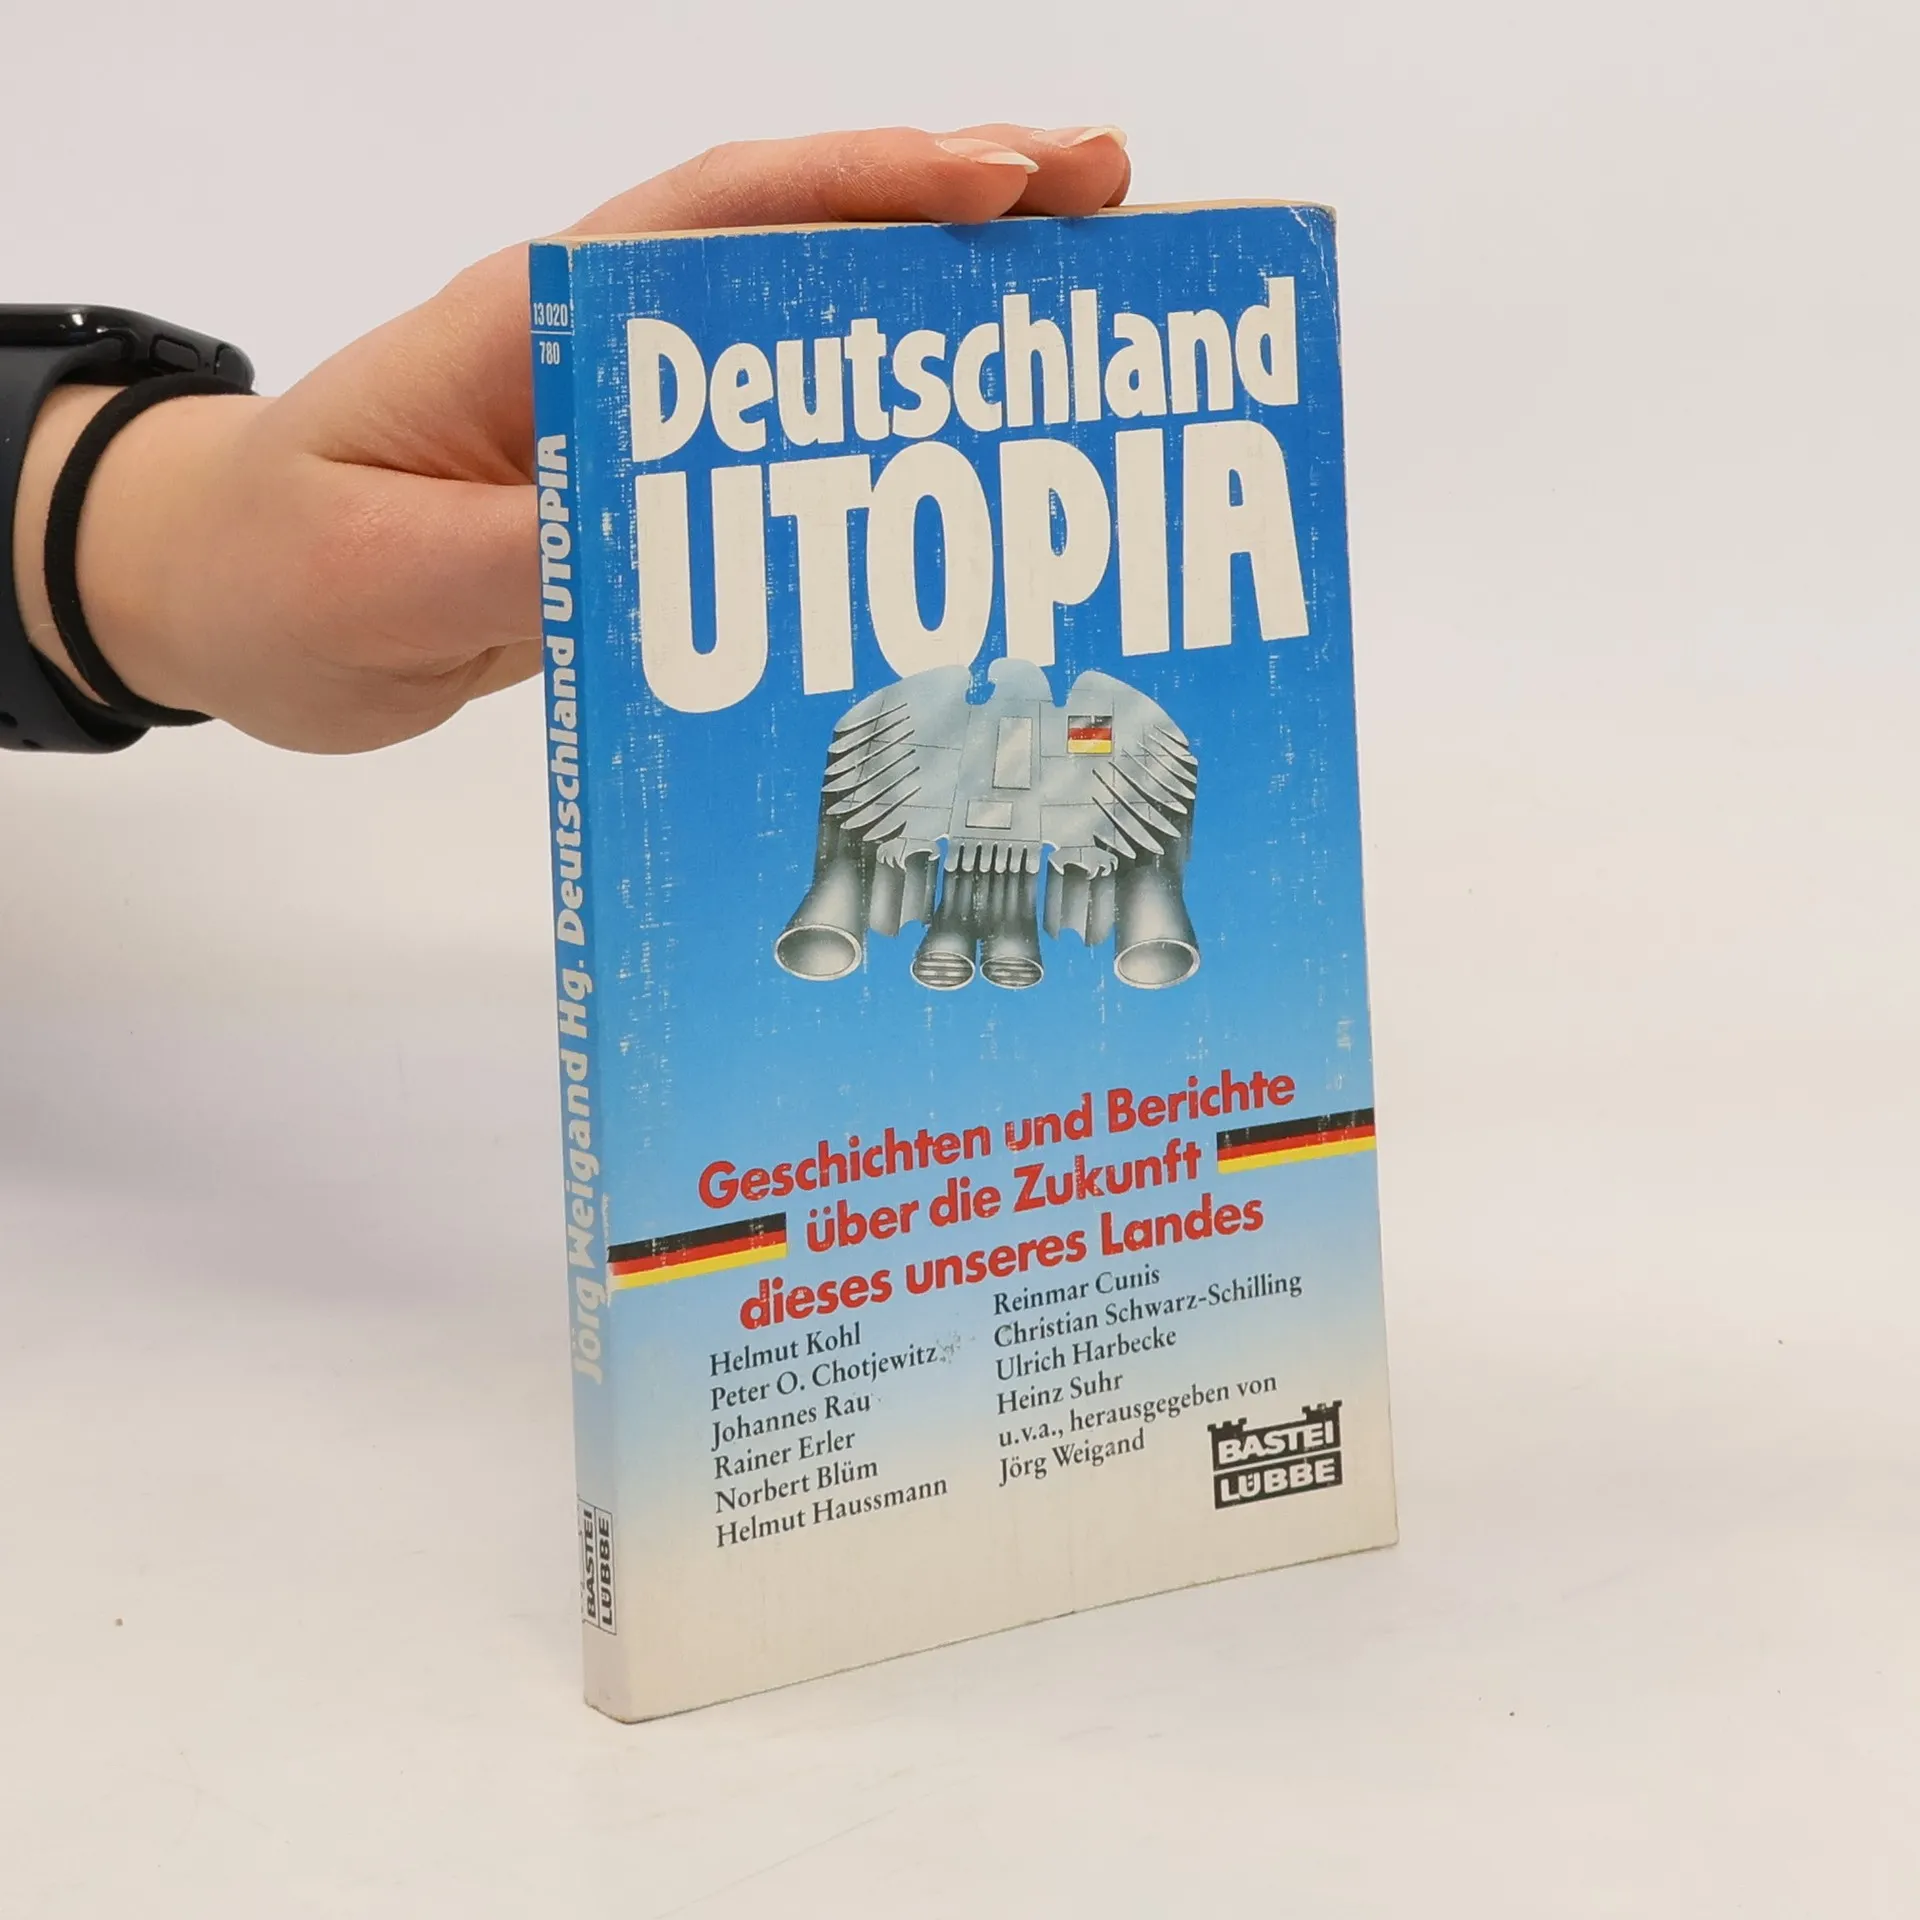 13 020
780
Jörg Weigand Hg. Deutschland UTOPIA
BASTEI
LÜBBE
Deutschland
UTOPIA
Geschichten und Berichte
über die Zukunft
dieses unseres Landes
Helmut Kohl
Peter O. Chotjewitz
Johannes Rau
Rainer Erler
Norbert Blüm
Helmut Haussmann
Reinmar Cunis
Christian Schwarz-Schilling
Ulrich Harbecke
Heinz Suhr
u.v.a., herausgegeben von
Jörg Weigand
BASTEI
LÜBBE